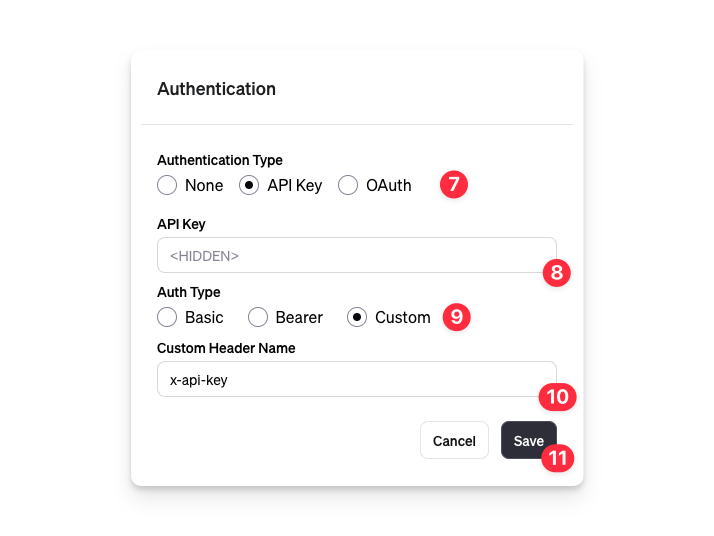 Authentication
Authentication Type
None API Key OAuth 7
API Key
<HIDDEN>
8
Auth Type
Basic Bearer Custom 9
Custom Header Name
x-api-key
10
Cancel Save
11